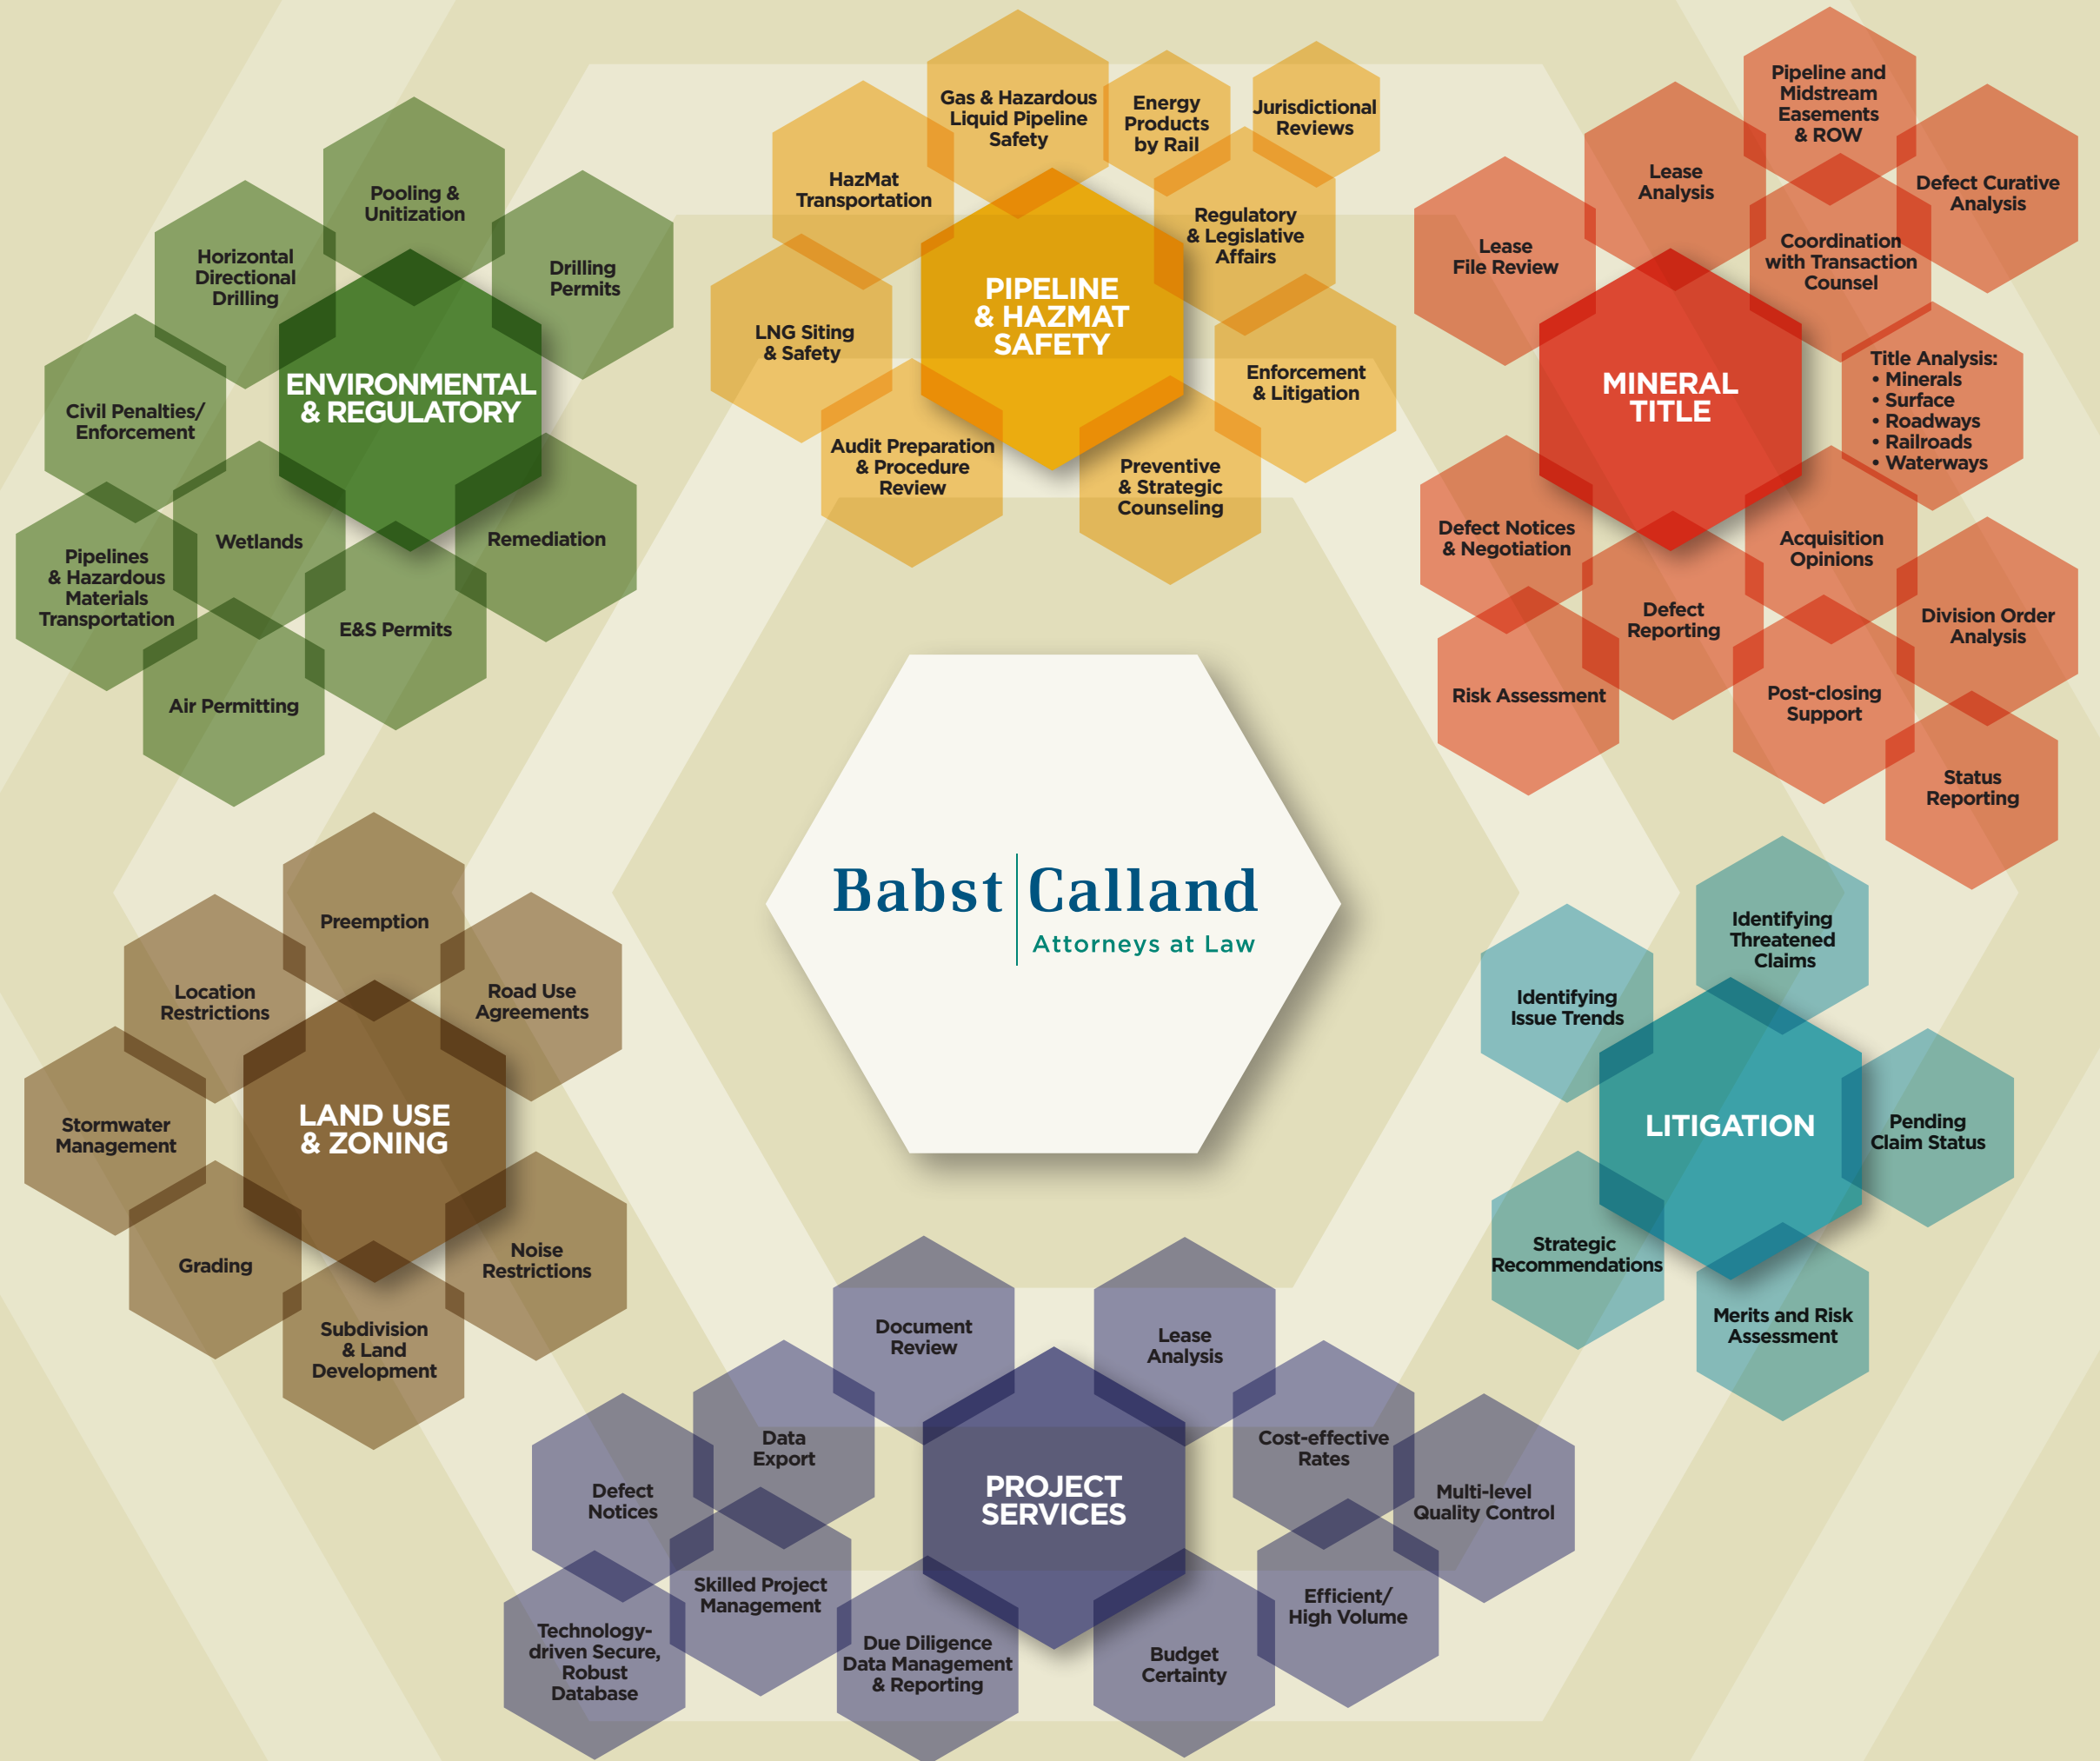 Pooling &
Unitization
Horizontal
Directional
Drilling
Drilling
Permits
ENVIRONMENTAL
& REGULATORY
Civil Penalties/
Enforcement
Wetlands
Remediation
Pipelines
& Hazardous
Materials
Transportation
E&S Permits
Air Permitting
Gas & Hazardous
Liquid Pipeline
Safety
Energy
Products
by Rail
Jurisdictional
Reviews
HazMat
Transportation
Regulatory
& Legislative
Affairs
PIPELINE
& HAZMAT
SAFETY
LNG Siting
& Safety
Enforcement
& Litigation
Audit Preparation
& Procedure
Review
Preventive
& Strategic
Counseling
Pipeline and
Midstream
Easements
& ROW
Lease
Analysis
Defect Curative
Analysis
Lease
File Review
Coordination
with Transaction
Counsel
MINERAL
TITLE
Title Analysis:
• Minerals
• Surface
• Roadways
• Railroads
• Waterways
Defect Notices
& Negotiation
Acquisition
Opinions
Defect
Reporting
Division Order
Analysis
Risk Assessment
Post-closing
Support
Status
Reporting
Babst Calland
Attorneys at Law
Preemption
Location
Restrictions
Road Use
Agreements
LAND USE
& ZONING
Stormwater
Management
Grading
Noise
Restrictions
Subdivision
& Land
Development
Identifying
Threatened
Claims
Identifying
Issue Trends
LITIGATION
Pending
Claim Status
Strategic
Recommendations
Merits and Risk
Assessment
Document
Review
Lease
Analysis
Data
Export
Cost-effective
Rates
Defect
Notices
PROJECT
SERVICES
Multi-level
Quality Control
Skilled Project
Management
Efficient/
High Volume
Technology-
driven Secure,
Robust
Database
Due Diligence
Data Management
& Reporting
Budget
Certainty